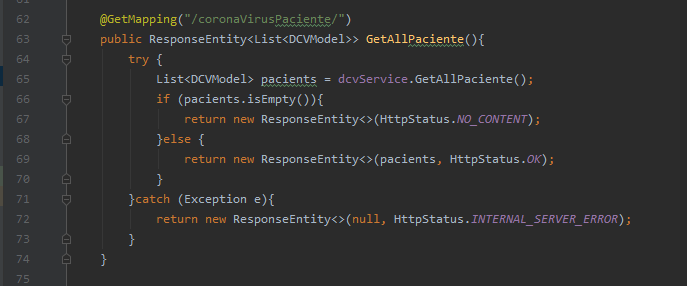 62 @GetMapping("/coronaVirusPaciente/")
63 public ResponseEntity<List<DCVModel>> GetAllPaciente(){
64 try {
65 List<DCVModel> pacients = dcvService.GetAllPaciente();
66 if (pacients.isEmpty()){
67 return new ResponseEntity<>(HttpStatus.NO_CONTENT);
68 }else {
69 return new ResponseEntity<>(pacients, HttpStatus.OK);
70 }
71 }catch (Exception e){
72 return new ResponseEntity<>(null, HttpStatus.INTERNAL_SERVER_ERROR);
73 }
74 }
75